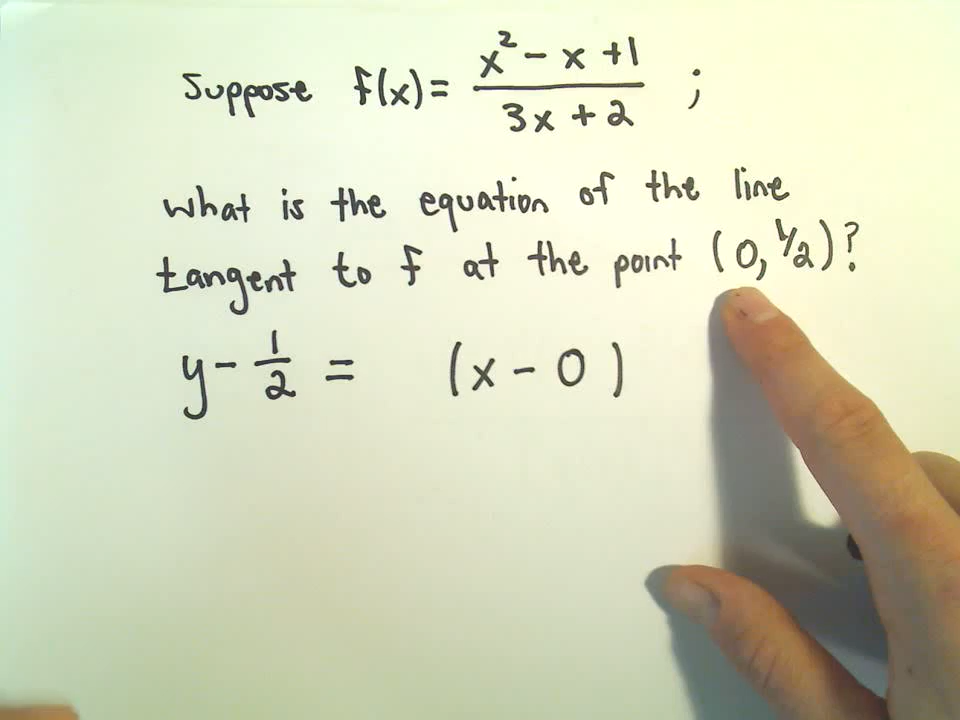 Suppose f(x) = (x² - x + 1)/(3x + 2) ;
what is the equation of the line
tangent to f at the point (0, 1/2)?
y - 1/2 = (x - 0)